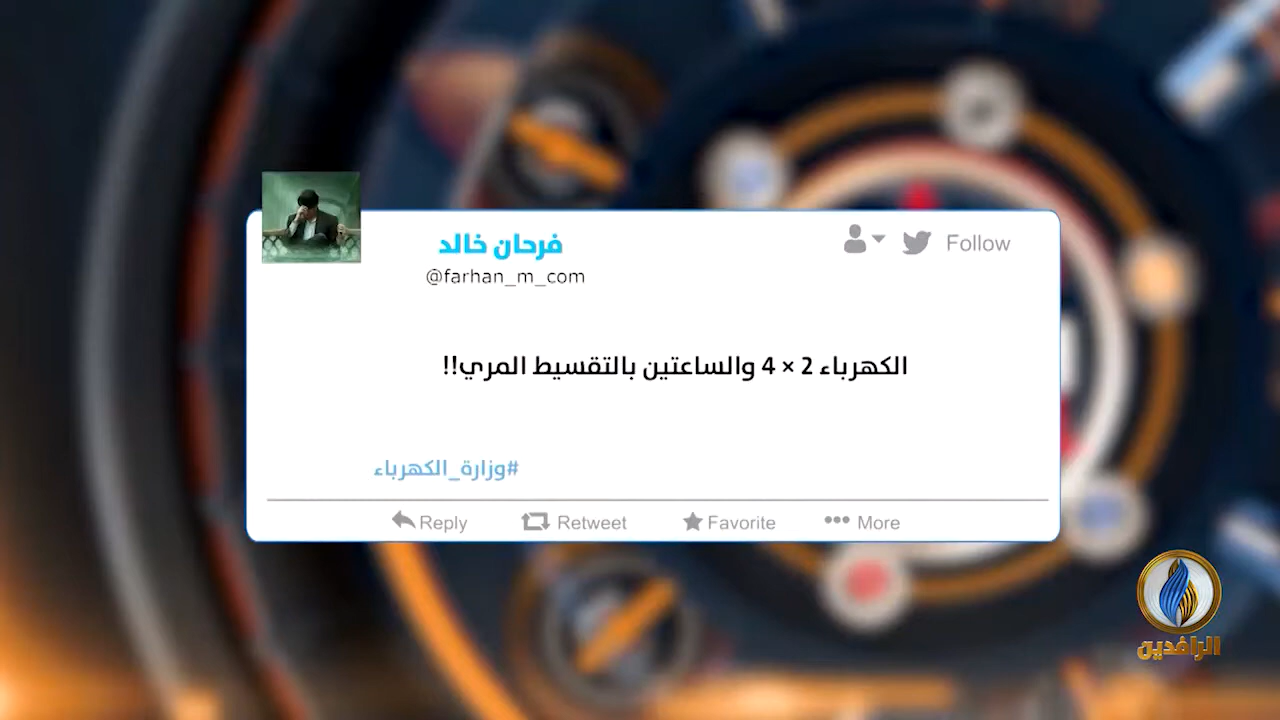 فرحان خالد
@farhan_m_com
Follow
الكهرباء 2 × 4 والساعتين بالتقسيط المري!!
#وزارة_الكهرباء
Reply Retweet Favorite More
الرافدين